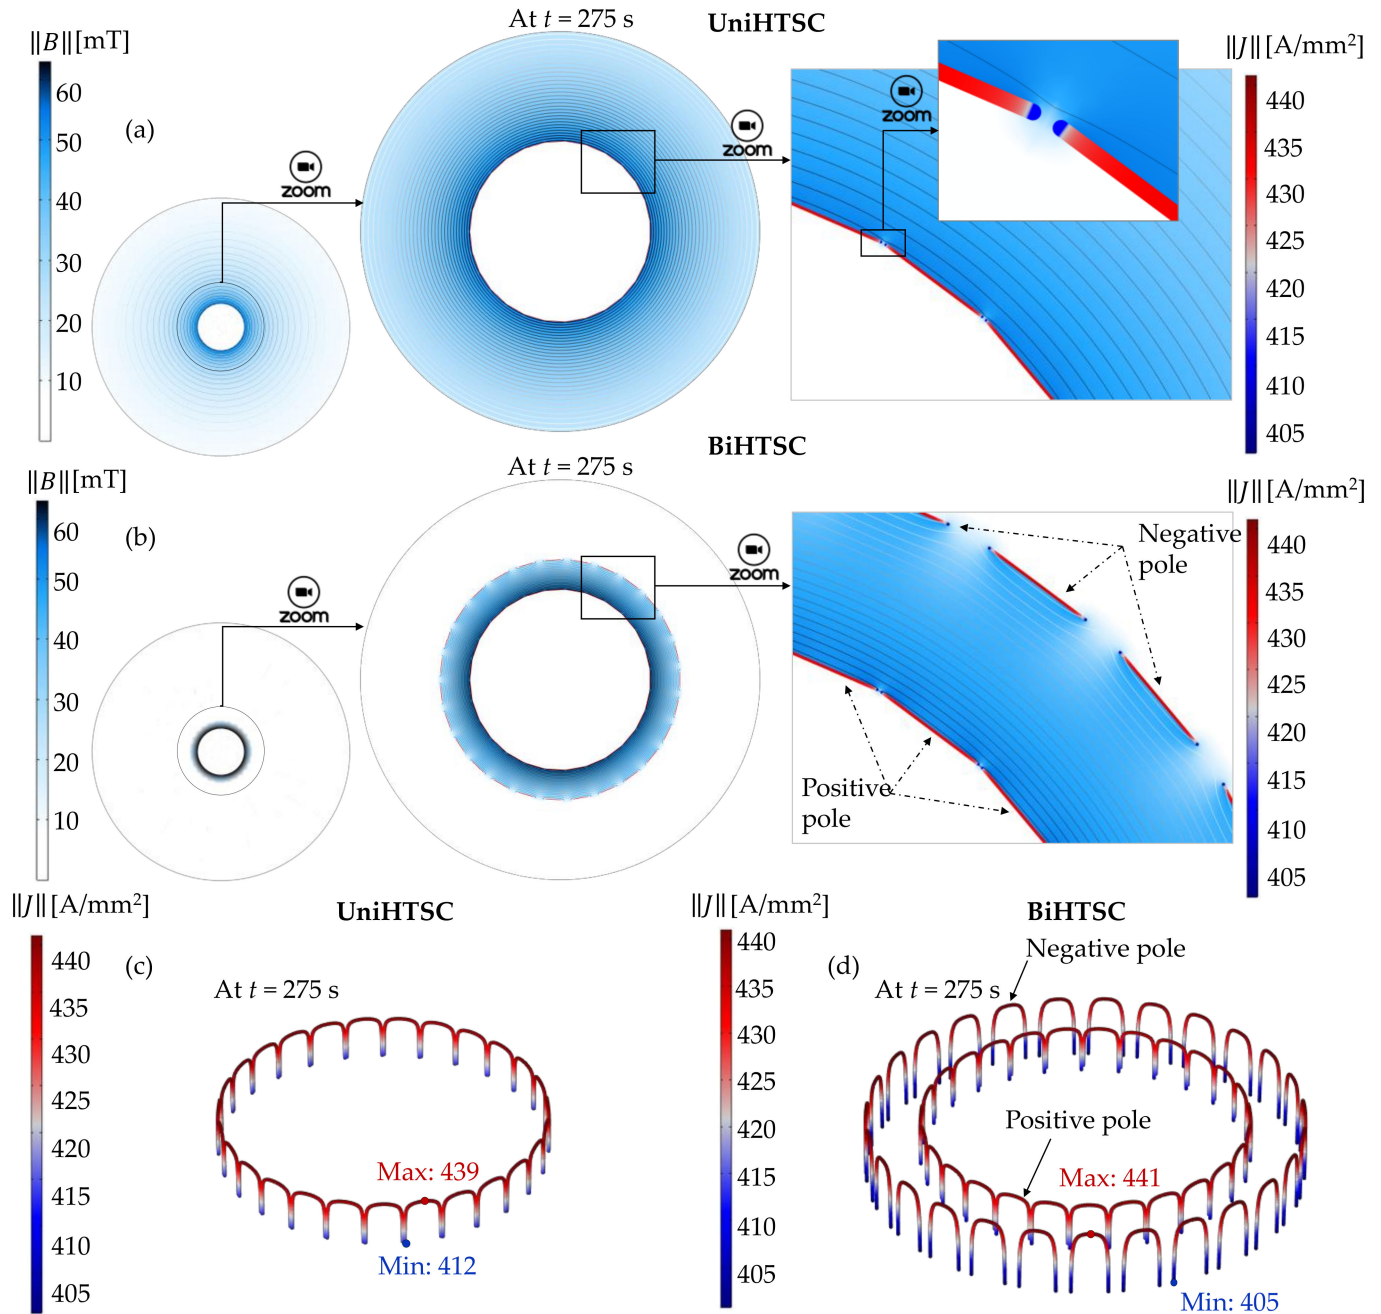 At t = 275 s
UniHTSC
‖B‖[mT]
‖J‖[A/mm²]
(a)
60
50
40
30
20
10
zoom
zoom
zoom
440
435
430
425
420
415
410
405
BiHTSC
At t = 275 s
‖B‖[mT]
‖J‖[A/mm²]
(b)
60
50
40
30
20
10
zoom
zoom
Negative
pole
Positive
pole
440
435
430
425
420
415
410
405
‖J‖[A/mm²]
UniHTSC
(c)
At t = 275 s
440
435
430
425
420
415
410
405
Max: 439
Min: 412
‖J‖[A/mm²]
BiHTSC
(d)
Negative pole
At t = 275 s
440
435
430
425
420
415
410
405
Positive pole
Max: 441
Min: 405